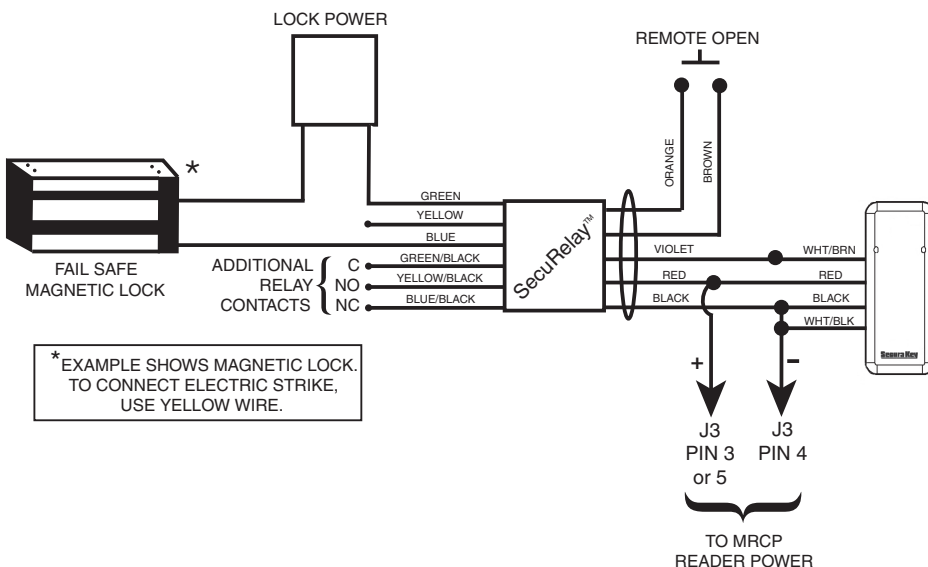 LOCK POWER
REMOTE OPEN
ORANGE
BROWN
*
GREEN
YELLOW
BLUE
GREEN/BLACK
YELLOW/BLACK
BLUE/BLACK
FAIL SAFE
MAGNETIC LOCK
ADDITIONAL
RELAY
CONTACTS
C
NO
NC
SecuRelay™
VIOLET
RED
BLACK
WHT/BRN
RED
BLACK
WHT/BLK
Secura Key
*EXAMPLE SHOWS MAGNETIC LOCK.
TO CONNECT ELECTRIC STRIKE,
USE YELLOW WIRE.
+
–
J3
PIN 3
or 5
J3
PIN 4
TO MRCP
READER POWER